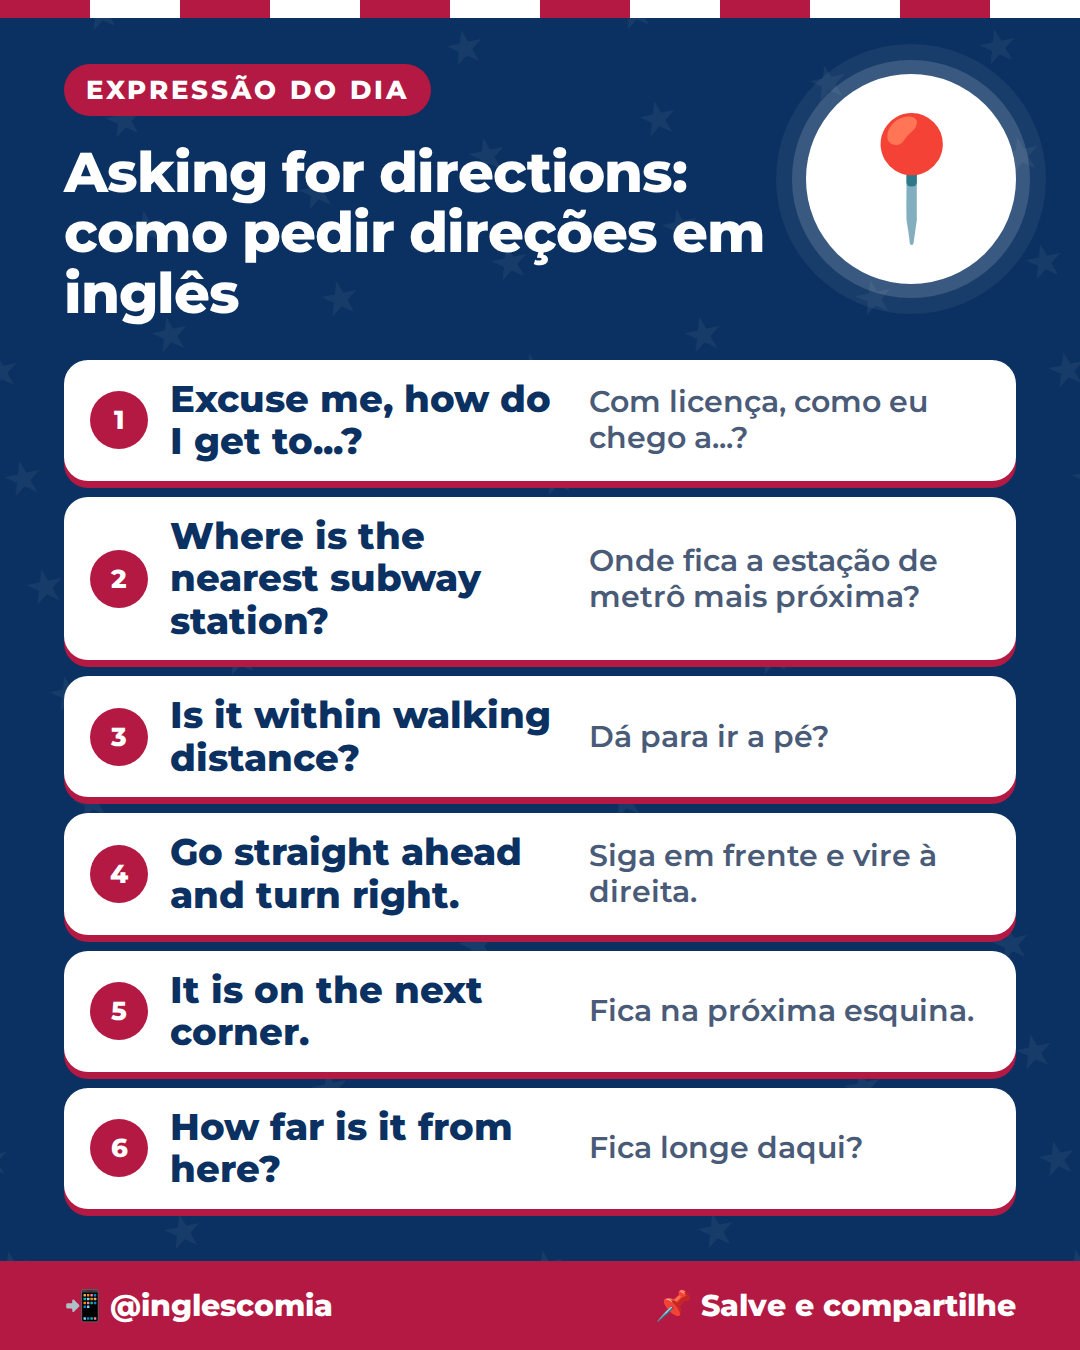 EXPRESSÃO DO DIA
Asking for directions:
como pedir direções em
inglês
1
Excuse me, how do
I get to...?
Com licença, como eu
chego a...?
2
Where is the
nearest subway
station?
Onde fica a estação de
metrô mais próxima?
3
Is it within walking
distance?
Dá para ir a pé?
4
Go straight ahead
and turn right.
Siga em frente e vire à
direita.
5
It is on the next
corner.
Fica na próxima esquina.
6
How far is it from
here?
Fica longe daqui?
@inglescomia
Salve e compartilhe